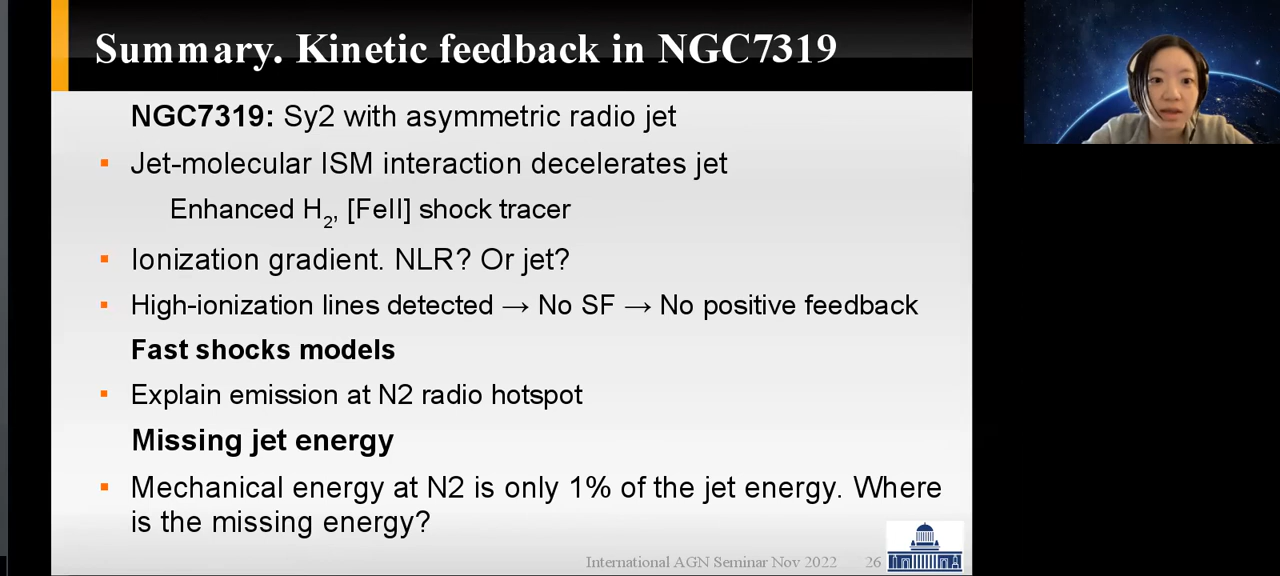 Summary. Kinetic feedback in NGC7319
NGC7319: Sy2 with asymmetric radio jet
▪ Jet-molecular ISM interaction decelerates jet
Enhanced H₂, [FeII] shock tracer
▪ Ionization gradient. NLR? Or jet?
▪ High-ionization lines detected → No SF → No positive feedback
Fast shocks models
▪ Explain emission at N2 radio hotspot
Missing jet energy
▪ Mechanical energy at N2 is only 1% of the jet energy. Where
is the missing energy?
International AGN Seminar Nov 2022 26